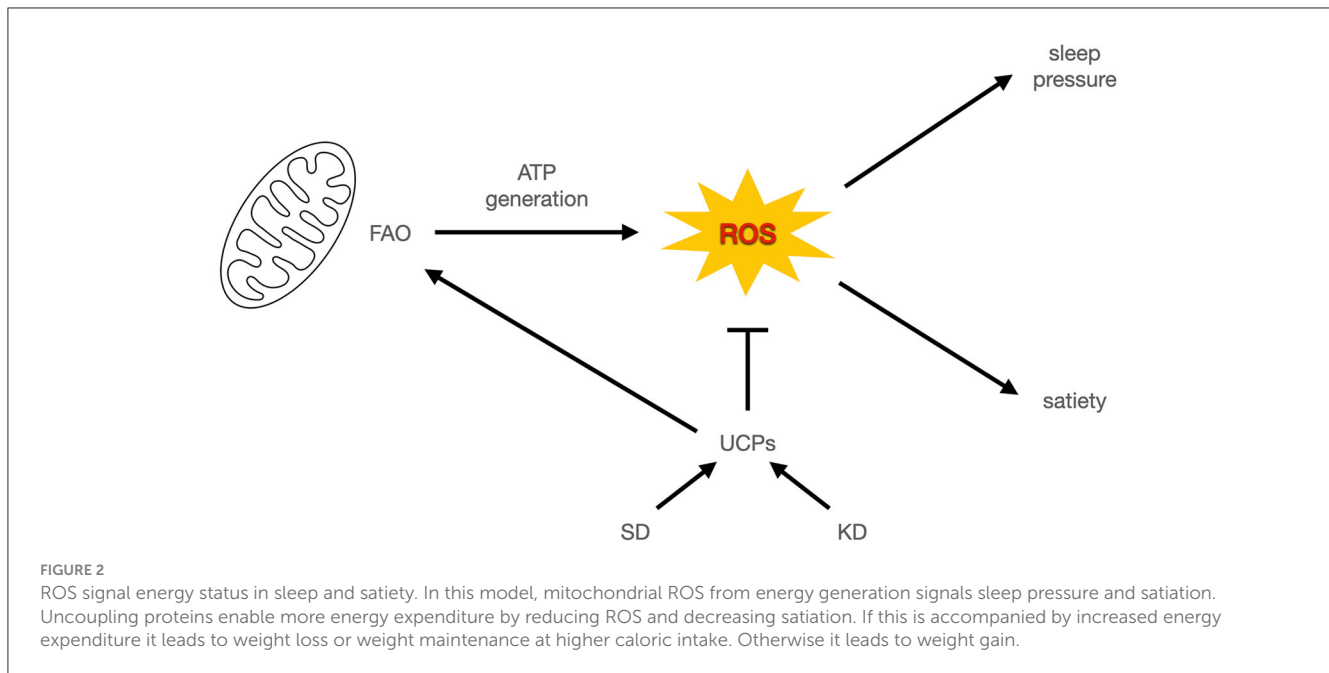 sleep
pressure
ATP
generation
FAO
ROS
satiety
UCPs
SD
KD
FIGURE 2
ROS signal energy status in sleep and satiety. In this model, mitochondrial ROS from energy generation signals sleep pressure and satiation.
Uncoupling proteins enable more energy expenditure by reducing ROS and decreasing satiation. If this is accompanied by increased energy
expenditure it leads to weight loss or weight maintenance at higher caloric intake. Otherwise it leads to weight gain.